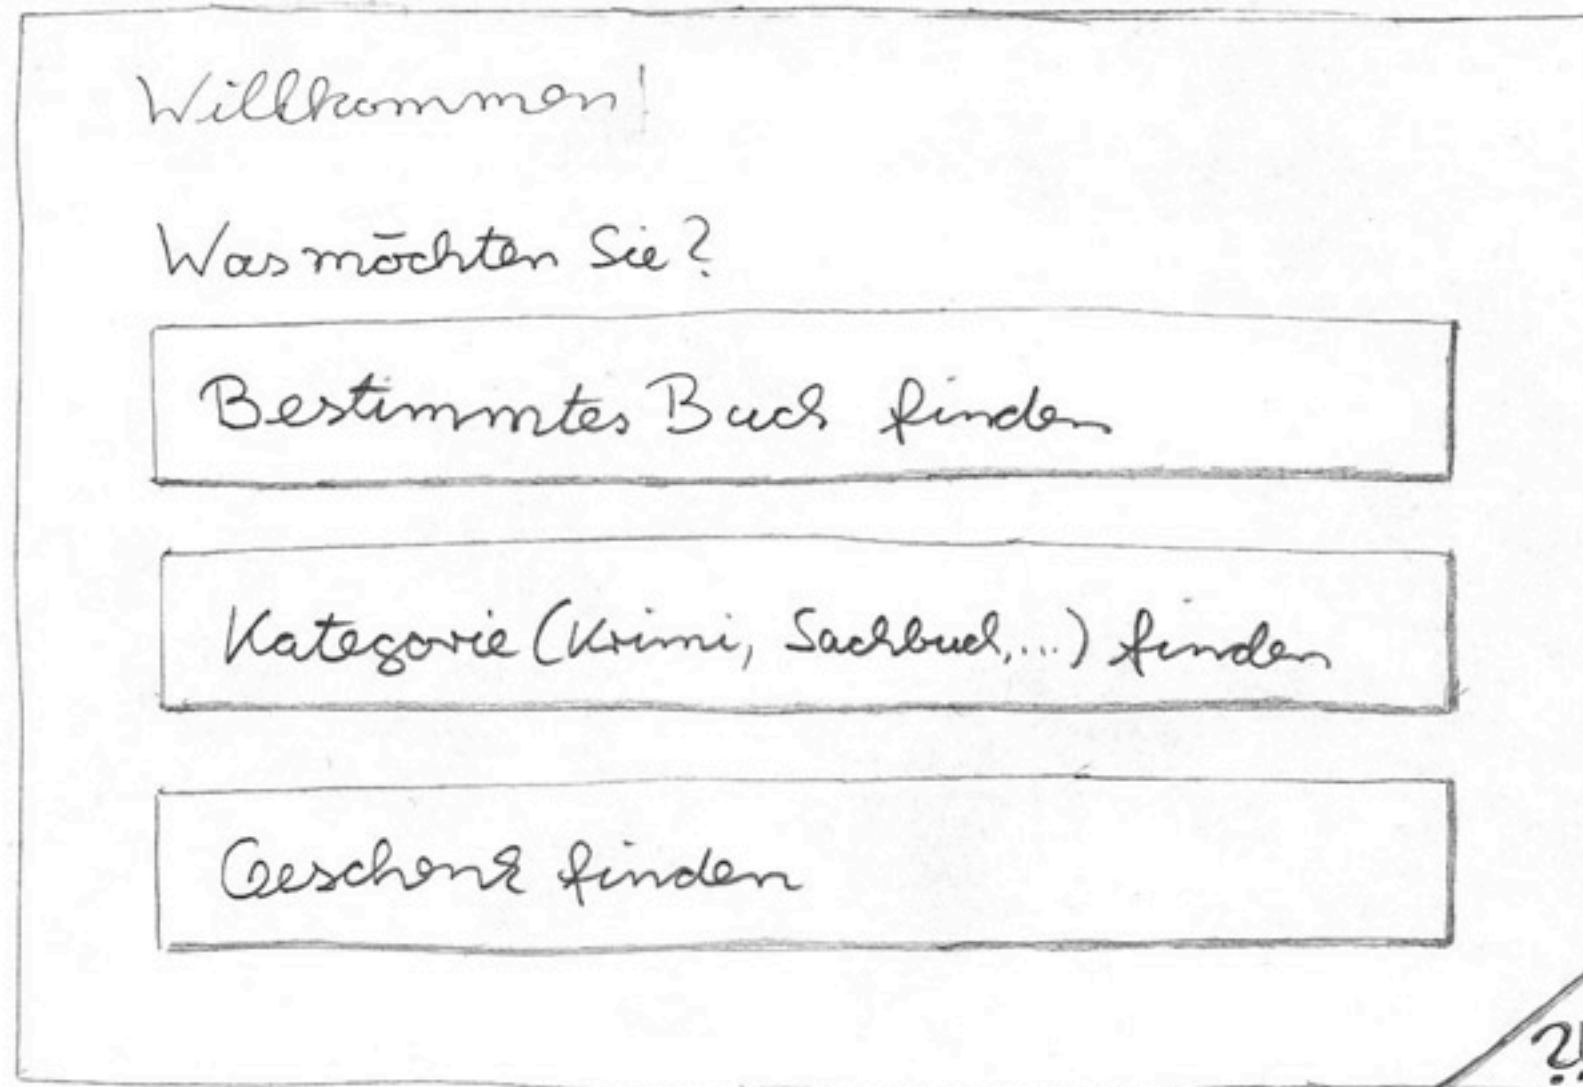 Willkommen!
Was möchten Sie?
Bestimmtes Buch finden
Kategorie (Krimi, Sachbuch,...) finden
Geschenk finden
?!